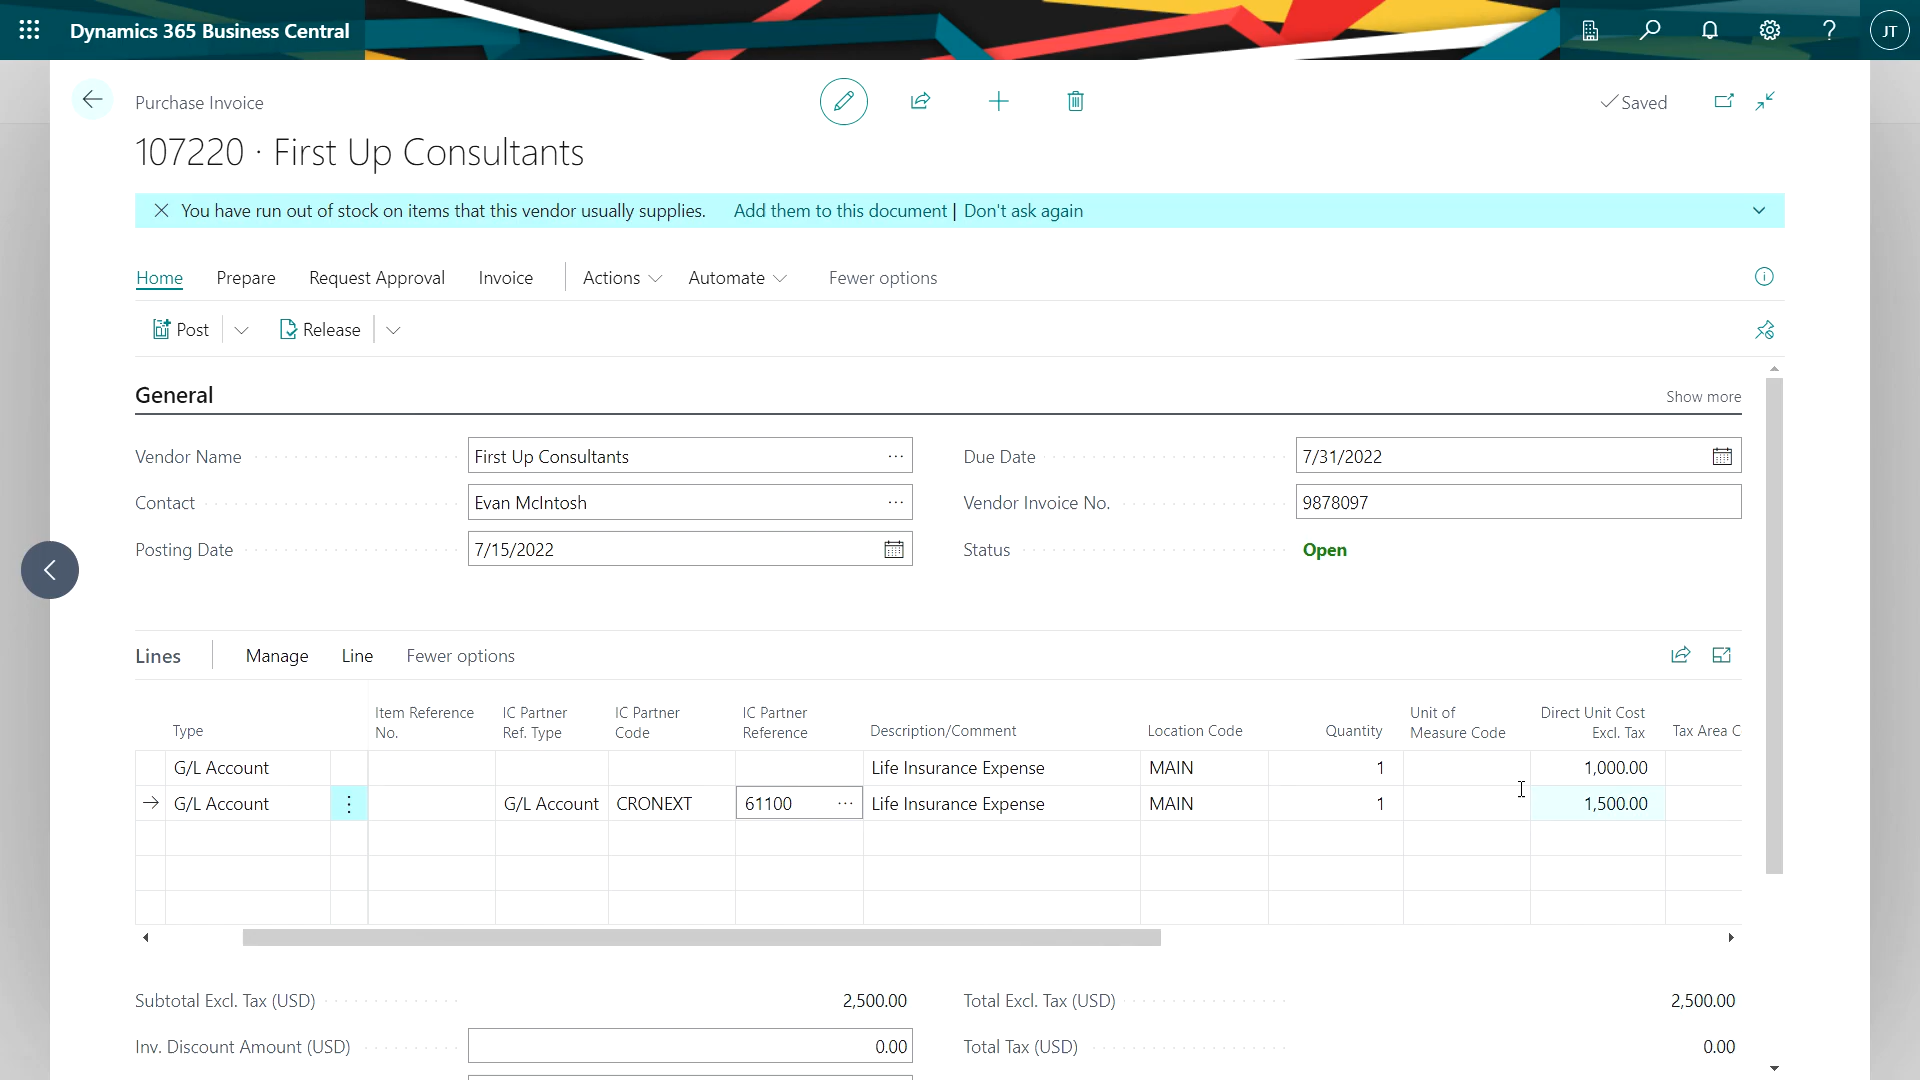 Dynamics 365 Business Central
JT
Purchase Invoice
Saved
107220 · First Up Consultants
You have run out of stock on items that this vendor usually supplies. Add them to this document | Don't ask again
Home Prepare Request Approval Invoice Actions Automate Fewer options
Post Release
General Show more
Vendor Name First Up Consultants ··· Due Date 7/31/2022
Contact Evan McIntosh ··· Vendor Invoice No. 9878097
Posting Date 7/15/2022 Status Open
Lines Manage Line Fewer options
Type Item Reference No. IC Partner Ref. Type IC Partner Code IC Partner Reference Description/Comment Location Code Quantity Unit of Measure Code Direct Unit Cost Excl. Tax Tax Area C
G/L Account Life Insurance Expense MAIN 1 1,000.00
G/L Account G/L Account CRONEXT 61100 ··· Life Insurance Expense MAIN 1 1,500.00
Subtotal Excl. Tax (USD) 2,500.00 Total Excl. Tax (USD) 2,500.00
Inv. Discount Amount (USD) 0.00 Total Tax (USD) 0.00